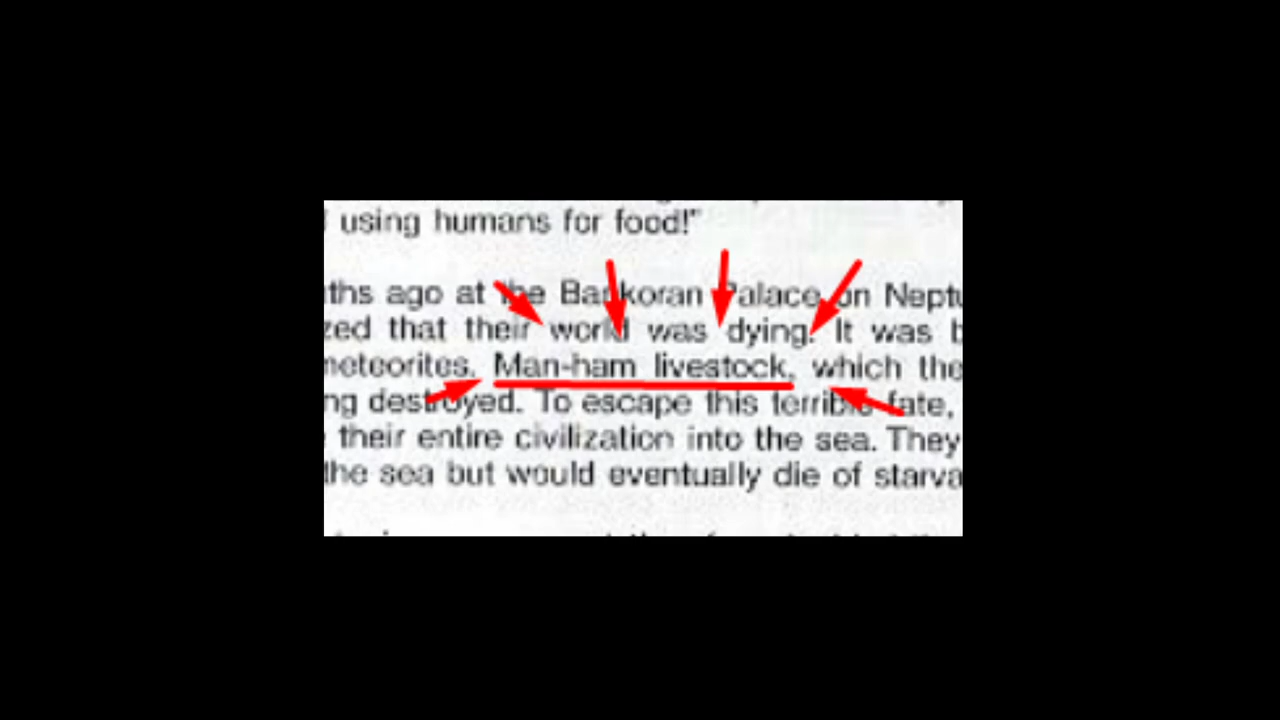 using humans for food!"
ths ago at the Bankoran Palace on Neptu
zed that their world was dying. It was b
meteorites. Man-ham livestock, which the
ng destroyed. To escape this terrible fate,
their entire civilization into the sea. They
the sea but would eventually die of starva